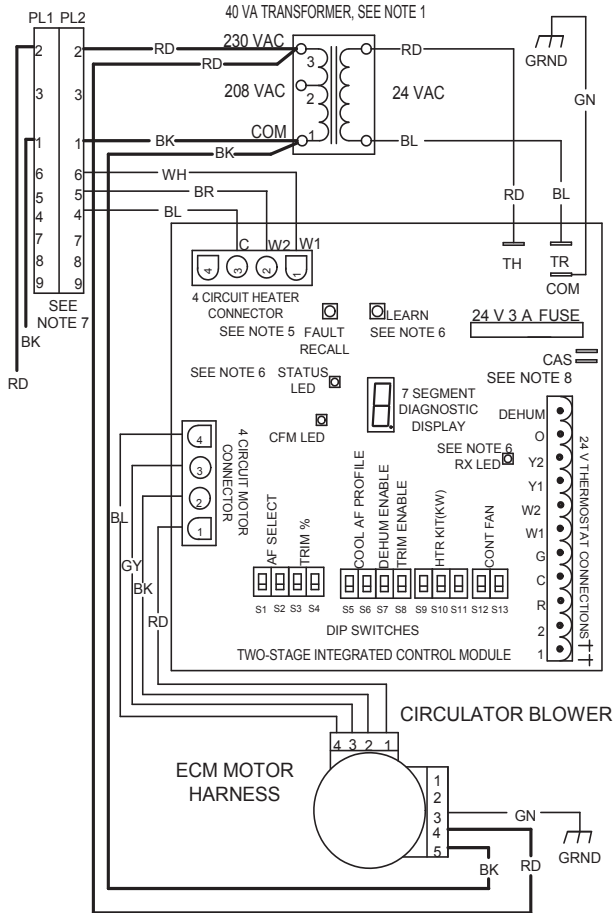 40 VA TRANSFORMER, SEE NOTE 1
PL1 PL2
2 2
3 3
1 1
6 6
5 5
4 4
7 7
8 8
9 9
SEE
NOTE 7
BK
RD
RD
230 VAC
RD
208 VAC
24 VAC
BK
COM
BK
3
2
1
RD
BL
GRND
GN
RD
BL
WH
BR
BL
C
W2
W1
4
3
2
1
TH
TR
COM
4 CIRCUIT HEATER
CONNECTOR
SEE NOTE 5
FAULT
RECALL
LEARN
SEE NOTE 6
24 V 3 A FUSE
CAS
SEE NOTE 8
SEE NOTE 6
STATUS
LED
CFM LED
7 SEGMENT
DIAGNOSTIC
DISPLAY
SEE NOTE 6
RX LED
DEHUM
O
Y2
Y1
W2
W1
G
C
R
2
1
24 V THERMOSTAT CONNECTIONS
4
3
2
1
4 CIRCUIT MOTOR
CONNECTOR
BL
GY
BK
RD
AF SELECT
TRIM %
COOL AF PROFILE
DEHUM ENABLE
TRIM ENABLE
HTR KIT(KW)
CONT FAN
S1 S2 S3 S4 S5 S6 S7 S8 S9 S10 S11 S12 S13
DIP SWITCHES
TWO-STAGE INTEGRATED CONTROL MODULE
CIRCULATOR BLOWER
4 3 2 1
ECM MOTOR
HARNESS
1
2
3
4
5
GN
GRND
RD
BK